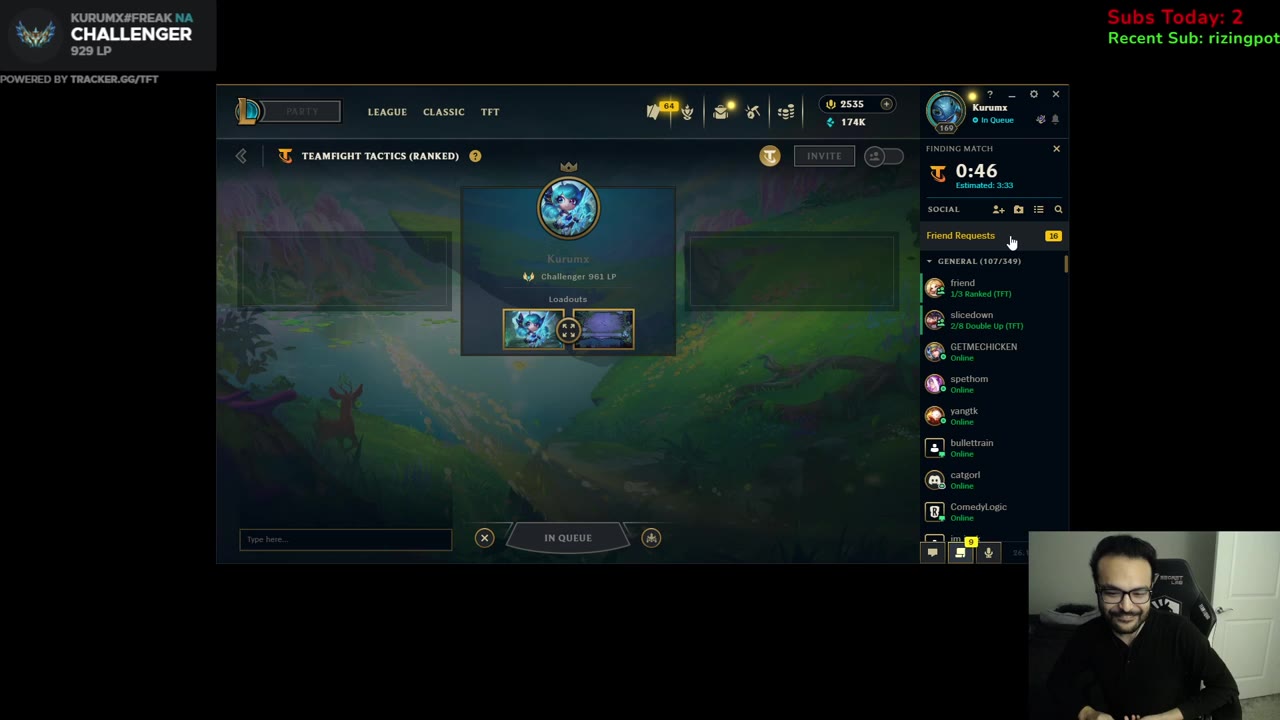 KURUMX#FREAK NA
CHALLENGER
929 LP
POWERED BY TRACKER.GG/TFT
Subs Today: 2
Recent Sub: rizingpot
PARTY
LEAGUE
CLASSIC
TFT
64
2535
174K
169
?
Kurumx
In Queue
TEAMFIGHT TACTICS (RANKED)
?
INVITE
FINDING MATCH
0:46
Estimated: 3:33
SOCIAL
Friend Requests
16
GENERAL (107/349)
friend
1/3 Ranked (TFT)
slicedown
2/8 Double Up (TFT)
GETMECHICKEN
Online
spethom
Online
yangtk
Online
bullettrain
Online
catgorl
Online
ComedyLogic
Online
Kurumx
Challenger 961 LP
Loadouts
Type here...
IN QUEUE
9
SECRET
LAB